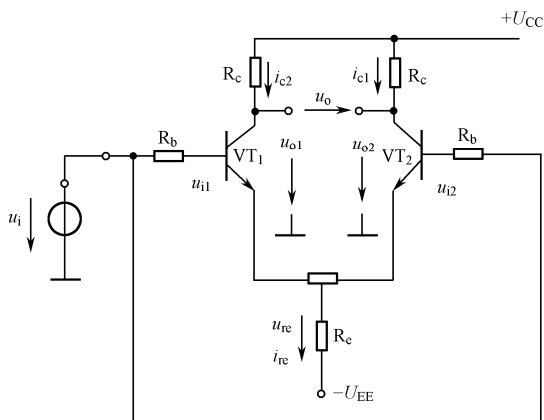 +U_CC
R_c
i_c2
i_c1
R_c
u_o
R_b
VT_1
u_o1
u_o2
VT_2
R_b
u_i1
u_i2
u_i
u_re
R_e
i_re
−U_EE